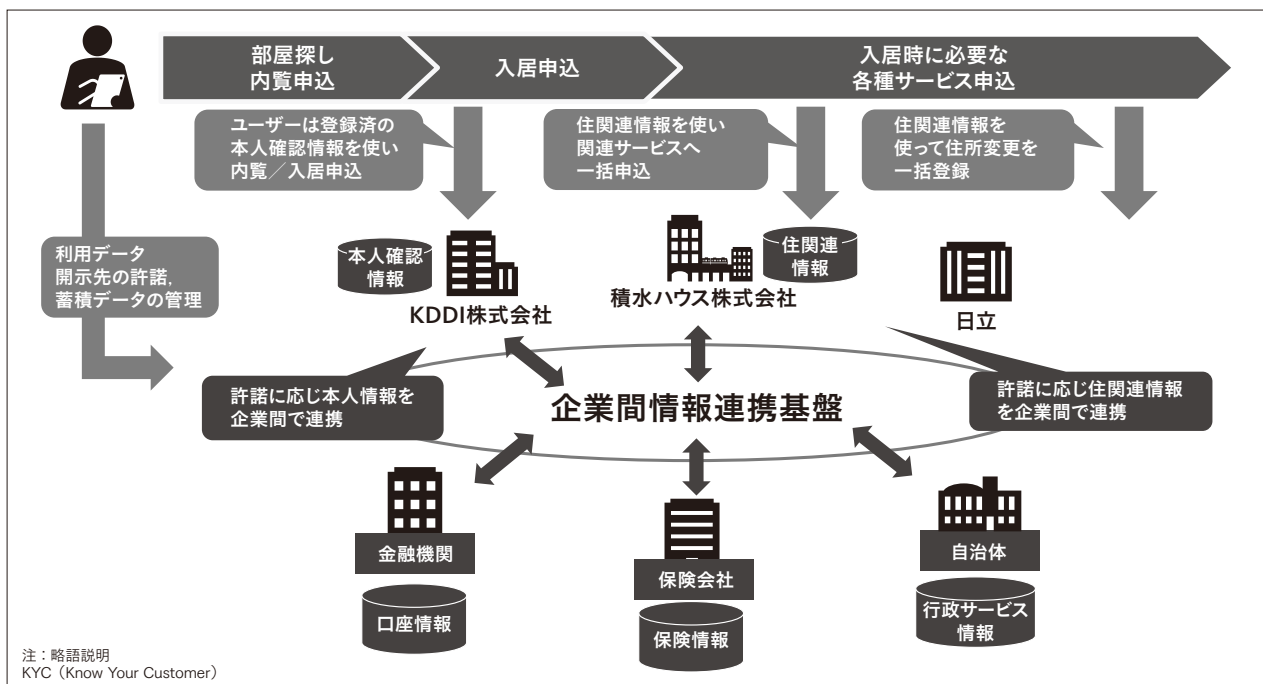 部屋探し
内覧申込
入居申込
入居時に必要な
各種サービス申込
ユーザーは登録済の
本人確認情報を使い
内覧／入居申込
住関連情報を使い
関連サービスへ
一括申込
住関連情報を
使って住所変更を
一括登録
利用データ
開示先の許諾,
蓄積データの管理
本人確認
情報
KDDI株式会社
住関連
情報
積水ハウス株式会社
日立
許諾に応じ本人情報を
企業間で連携
企業間情報連携基盤
許諾に応じ住関連情報
を企業間で連携
金融機関
口座情報
保険会社
保険情報
自治体
行政サービス
情報
注：略語説明
KYC（Know Your Customer）